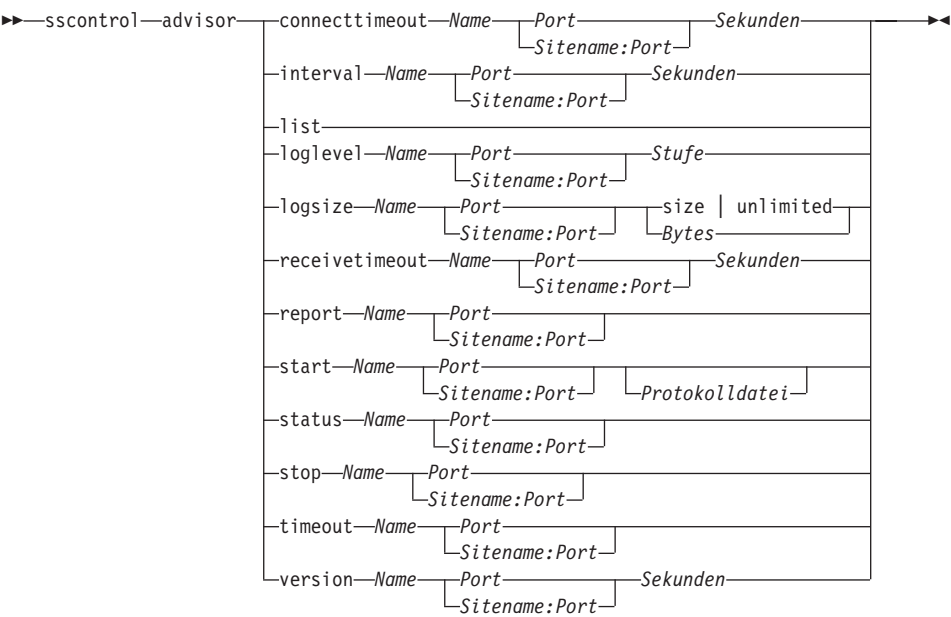 sscontrol advisor connecttimeout Name Port Sekunden
Sitename:Port
interval Name Port Sekunden
Sitename:Port
list
loglevel Name Port Stufe
Sitename:Port
logsize Name Port size | unlimited
Sitename:Port Bytes
receivetimeout Name Port Sekunden
Sitename:Port
report Name Port
Sitename:Port
start Name Port
Sitename:Port Protokolldatei
status Name Port
Sitename:Port
stop Name Port
Sitename:Port
timeout Name Port
Sitename:Port
version Name Port Sekunden
Sitename:Port